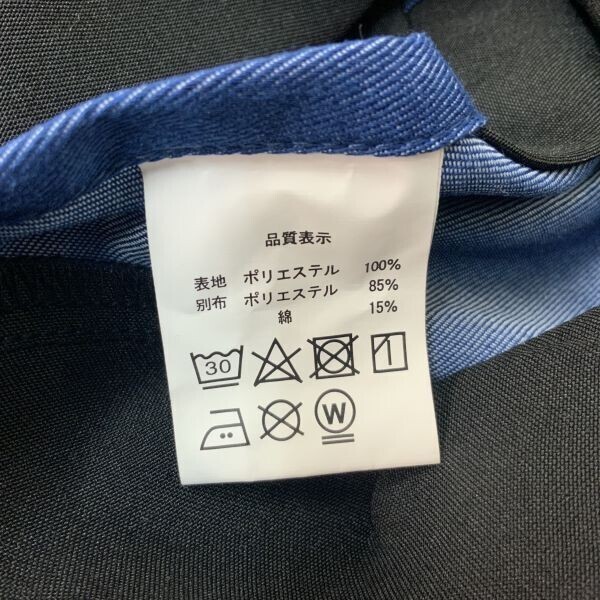 品質表示
表地 ポリエステル 100%
別布 ポリエステル 85%
綿 15%
30
W